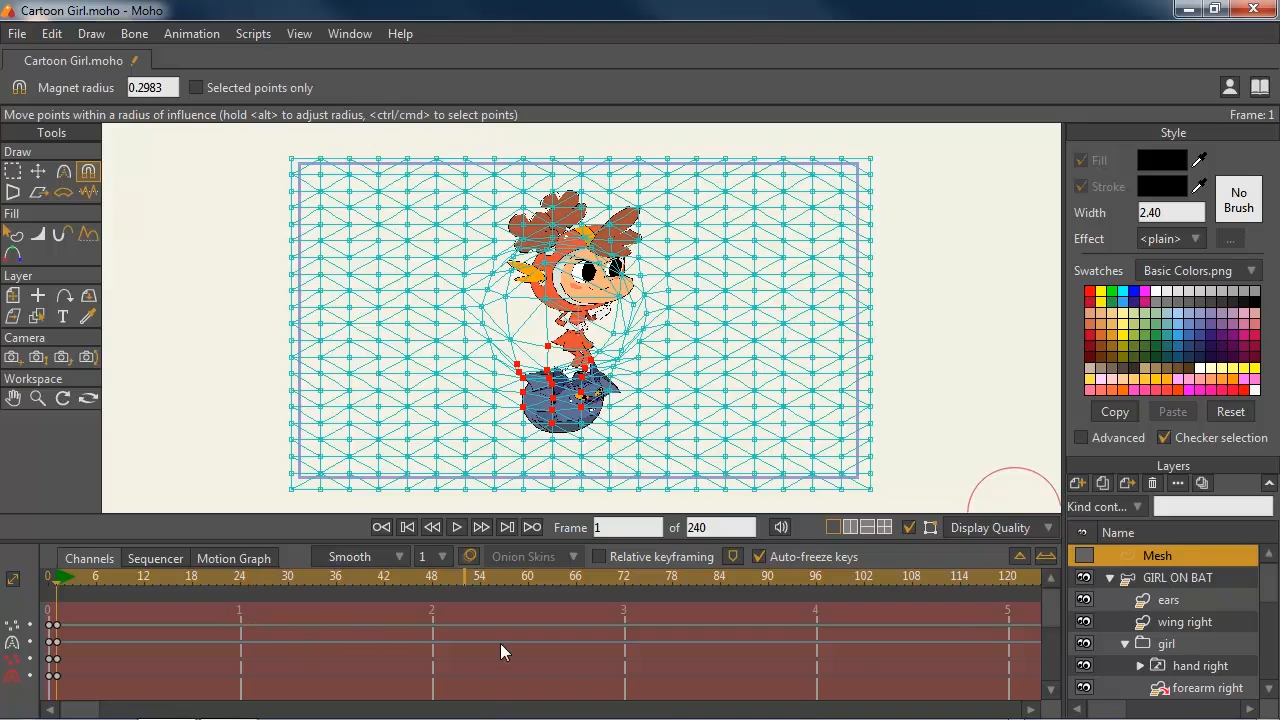 Cartoon Girl.moho - Moho
File Edit Draw Bone Animation Scripts View Window Help
Cartoon Girl.moho
Magnet radius 0.2983 Selected points only
Move points within a radius of influence (hold <alt> to adjust radius, <ctrl/cmd> to select points) Frame: 1
Tools Style
Draw
Fill
Stroke
No
Brush
Width 2.40
Fill
Effect <plain> ...
Layer
Swatches Basic Colors.png
Camera
Workspace
Copy Paste Reset
Advanced Checker selection
Layers
Kind cont...
Frame 1 of 240 Display Quality
Name
Channels Sequencer Motion Graph Smooth 1 Onion Skins Relative keyframing Auto-freeze keys
Mesh
0 6 12 18 24 30 36 42 48 54 60 66 72 78 84 90 96 102 108 114 120
GIRL ON BAT
ears
0 1 2 3 4 5
wing right
girl
hand right
forearm right